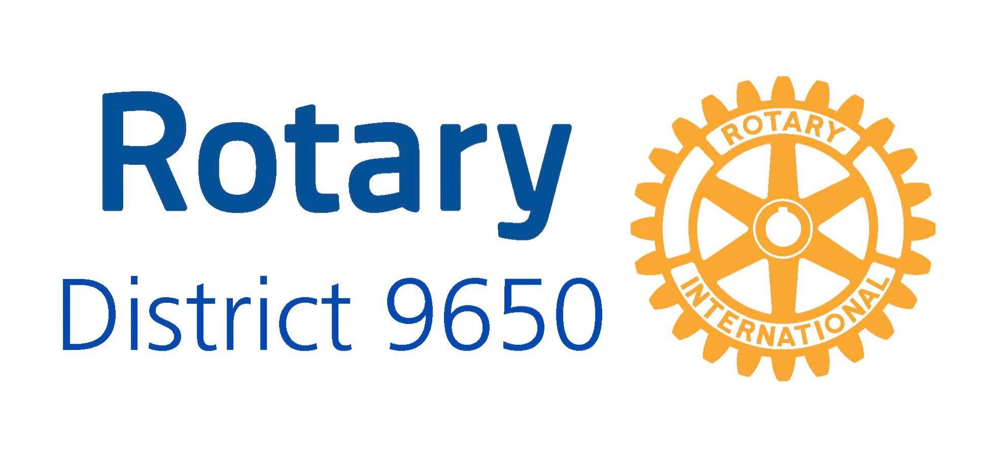 Rotary
District 9650
ROTARY
INTERNATIONAL